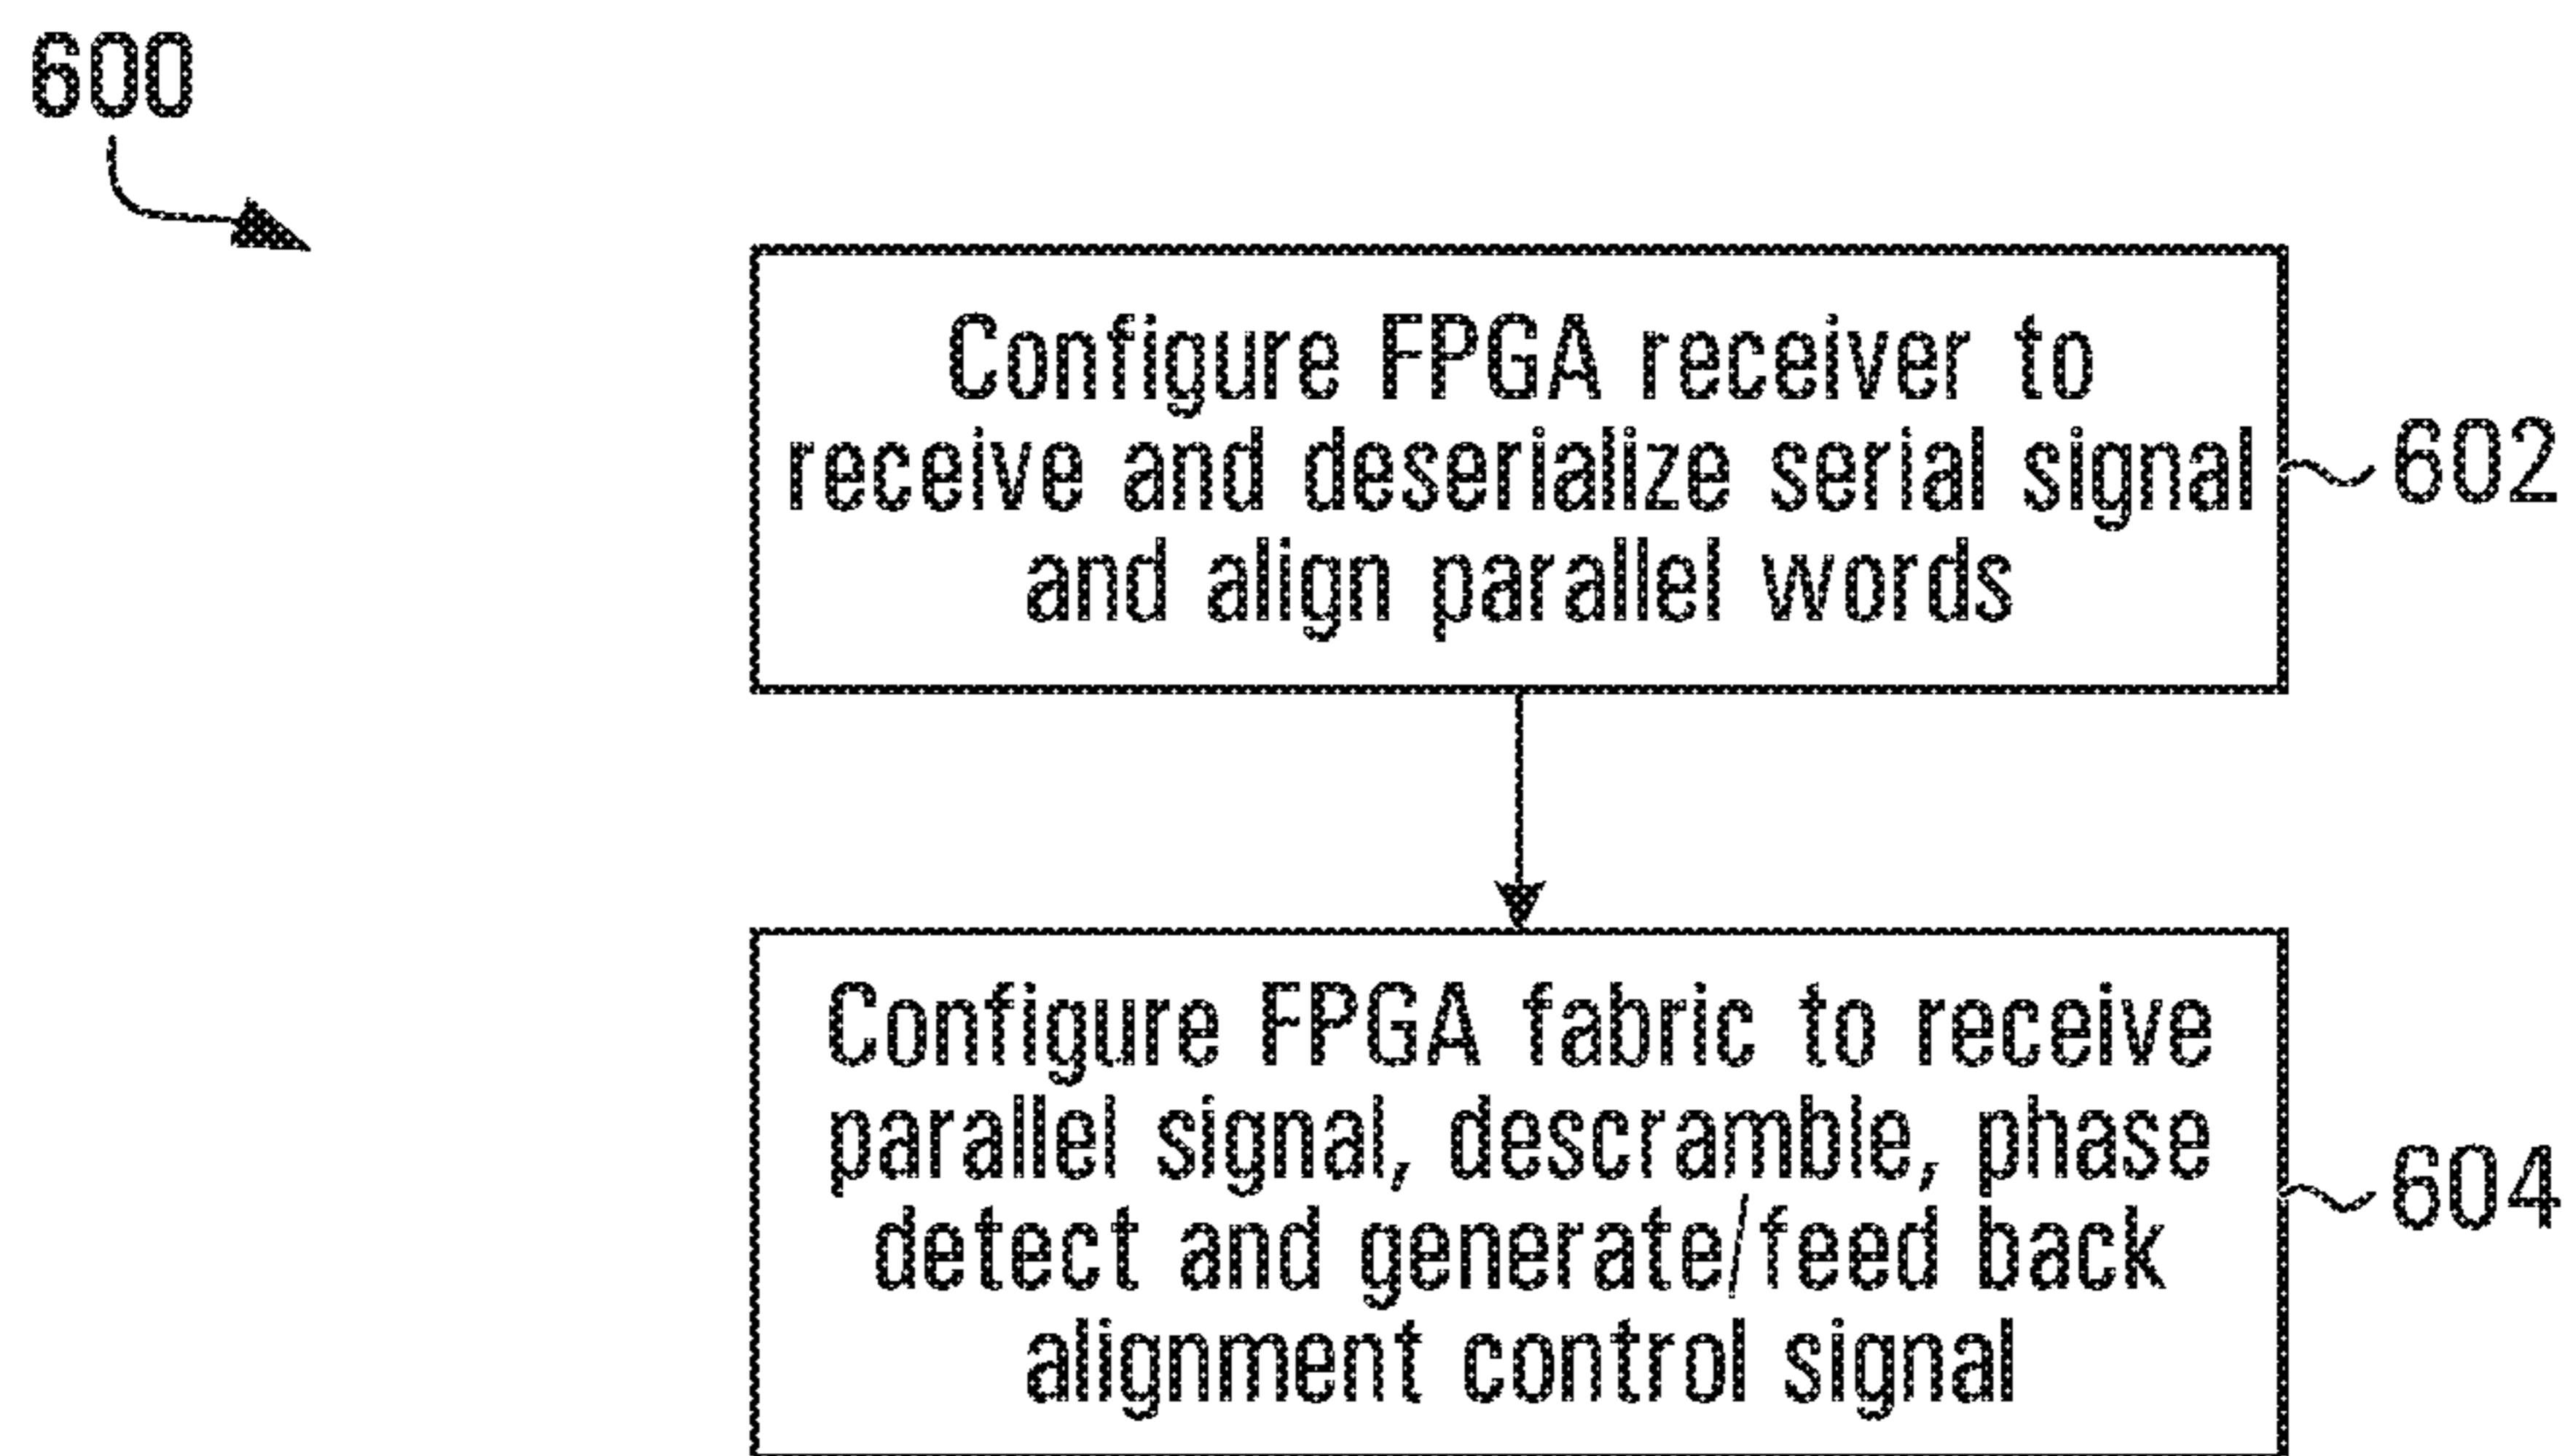 600
Configure FPGA receiver to
receive and deserialize serial signal
and align parallel words
602
Configure FPGA fabric to receive
parallel signal, descramble, phase
detect and generate/feed back
alignment control signal
604